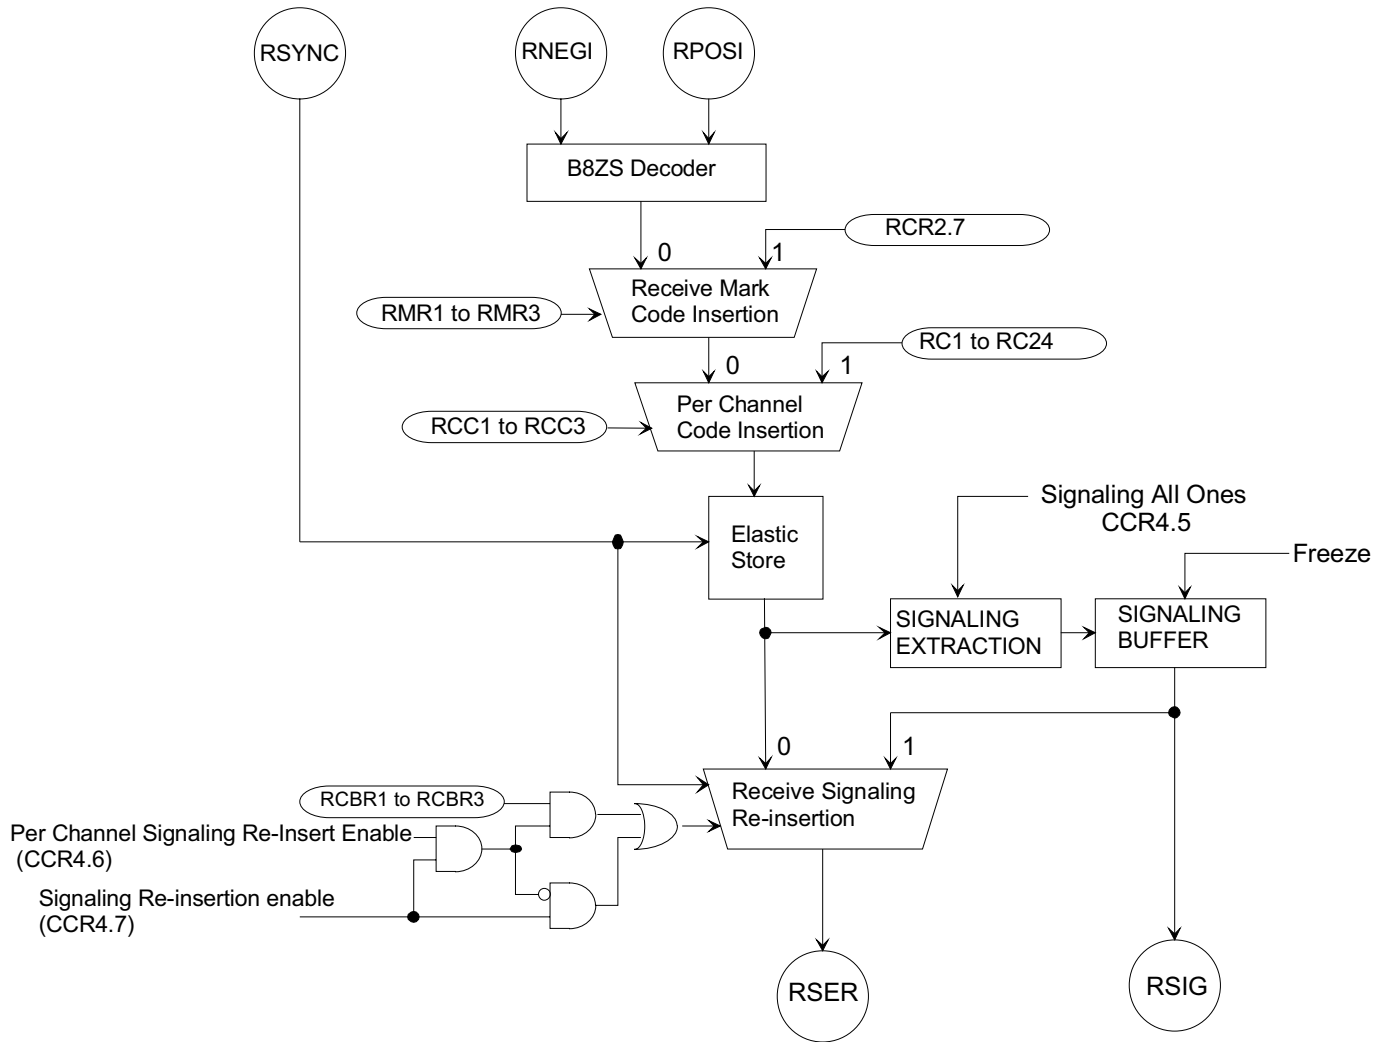 RSYNC
RNEGI
RPOSI
B8ZS Decoder
RCR2.7
0
1
Receive Mark
Code Insertion
RMR1 to RMR3
RC1 to RC24
0
1
Per Channel
Code Insertion
RCC1 to RCC3
Signaling All Ones
CCR4.5
Elastic
Store
Freeze
SIGNALING
EXTRACTION
SIGNALING
BUFFER
0
1
Receive Signaling
Re-insertion
RCBR1 to RCBR3
Per Channel Signaling Re-Insert Enable
(CCR4.6)
Signaling Re-insertion enable
(CCR4.7)
RSER
RSIG